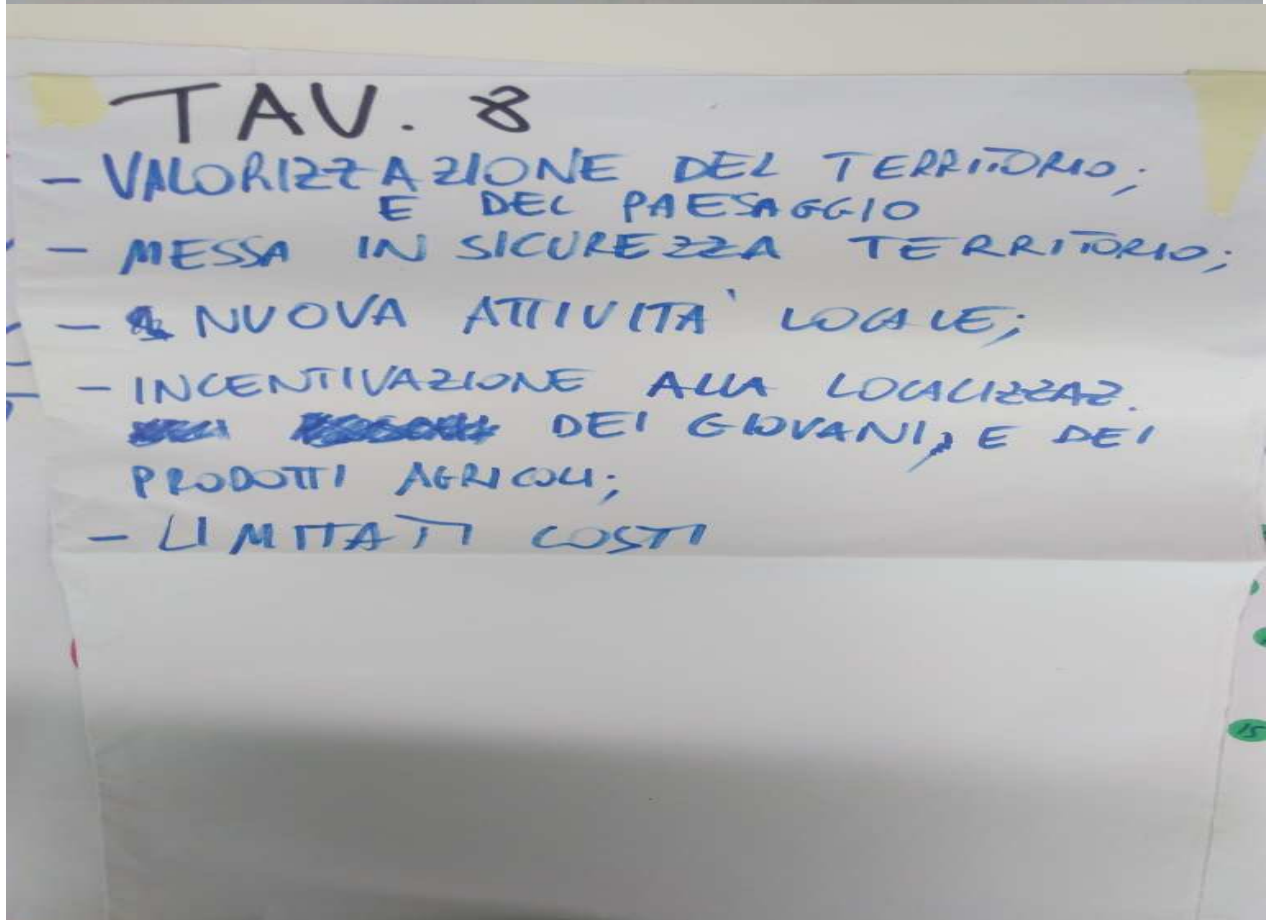 TAV. 8
- VALORIZZAZIONE DEL TERRITORIO;
E DEL PAESAGGIO
- MESSA IN SICUREZZA TERRITORIO;
- NUOVA ATTIVITA' LOCALE;
- INCENTIVAZIONE ALLA LOCALIZZAZ.
DEI GIOVANI, E DEI
PRODOTTI AGRICOLI;
- LIMITATI COSTI
15